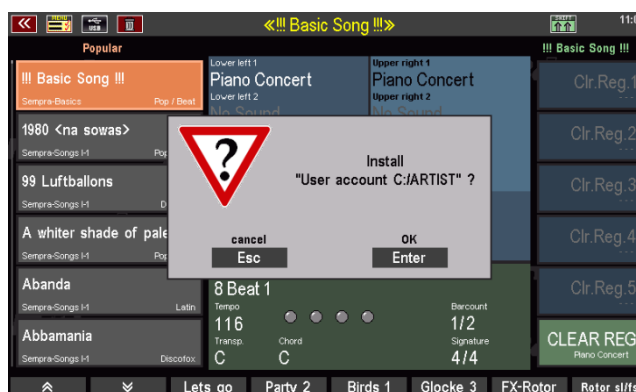 MENU
USB
«!!! Basic Song !!!»
SHIFT
Popular
!!! Basic Song !!!
!!! Basic Song !!!
Sempra-Basics Pop / Beat
1980 <na sowas>
Sempra-Songs I-1
99 Luftballons
Sempra-Songs I-1
A whiter shade of pale
Sempra-Songs I-1
Abanda
Sempra-Songs I-1 Latin
Abbamania
Sempra-Songs I-1 Discofox
Lower left 1
Piano Concert
Lower left 2
No Sound
Upper right 1
Piano Concert
Upper right 2
No Sound
?
Install
"User account C:/ARTIST" ?
cancel
Esc
OK
Enter
8 Beat 1
Tempo
116
Barcount
1/2
Transp.
C
Chord
C
Signature
4/4
Clr.Reg.1
Clr.Reg.2
Clr.Reg.3
Clr.Reg.4
Clr.Reg.5
CLEAR REG
Piano Concert
Lets go Party 2 Birds 1 Glocke 3 FX-Rotor Rotor sl/fs